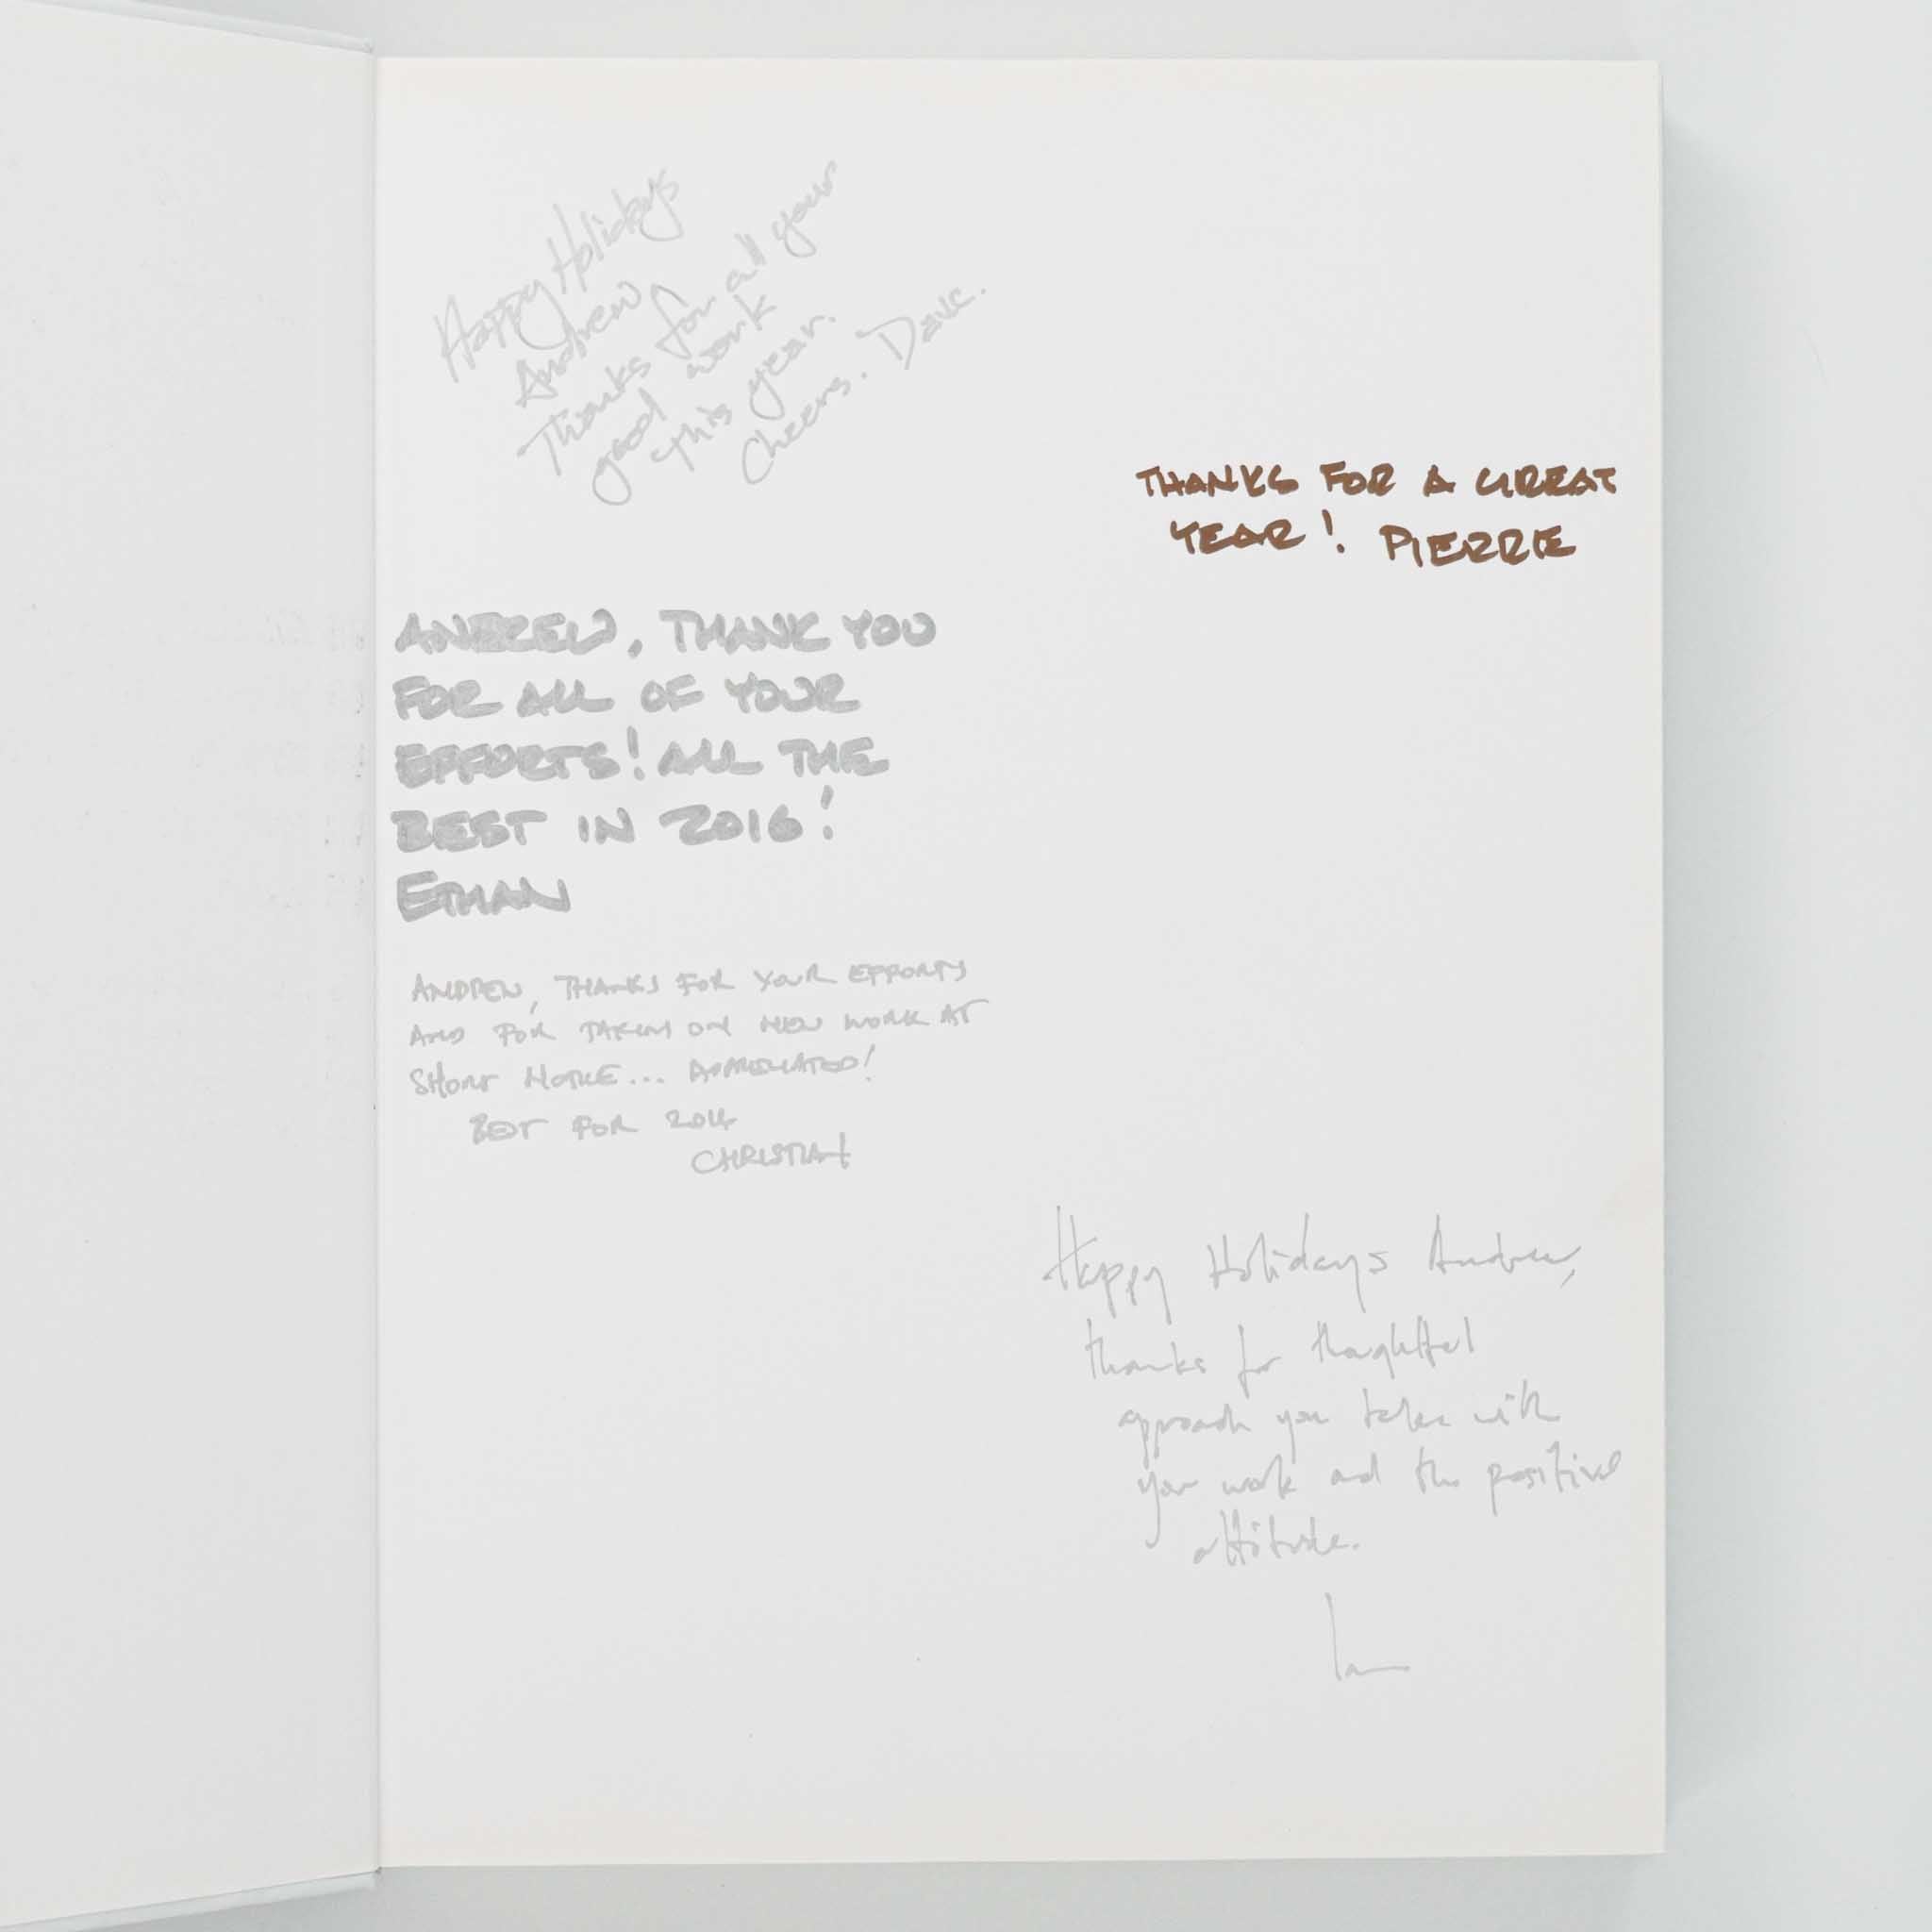 Happy Holidays
Andrew
Thanks for all your
good work
this year.
Cheers. Dave.
THANKS FOR A GREAT
YEAR! PIERRE
ANDREW, THANK YOU
FOR ALL OF YOUR
EFFORTS! ALL THE
BEST IN 2016!
ETHAN
ANDREW, THANKS FOR YOUR EFFORTS
AND FOR TAKING ON NEW WORK AT
SHORT NOTICE... APPRECIATED!
BEST FOR 2016
CHRISTIAN
Happy Holidays Andrew,
thanks for thoughtful
approach you take with
your work and the positive
attitude.
Ian